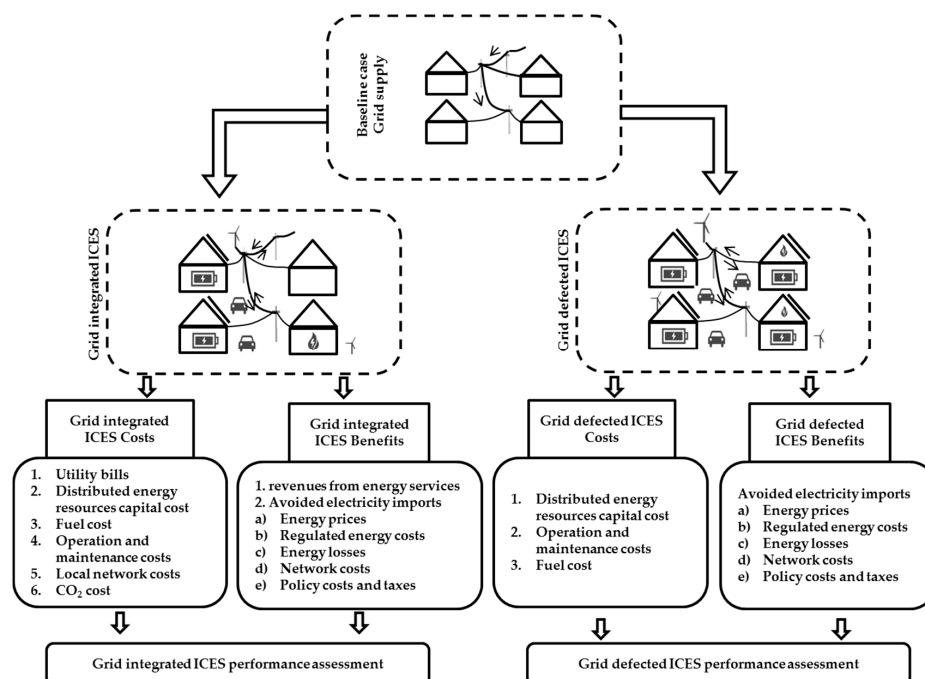 Baseline case
Grid supply
Grid integrated ICES
Grid defected ICES
Grid integrated
ICES Costs
Grid integrated
ICES Benefits
Grid defected ICES
Costs
Grid defected
ICES Benefits
1. Utility bills
2. Distributed energy
resources capital cost
3. Fuel cost
4. Operation and
maintenance costs
5. Local network costs
6. CO₂ cost
1. revenues from energy services
2. Avoided electricity imports
a) Energy prices
b) Regulated energy costs
c) Energy losses
d) Network costs
e) Policy costs and taxes
1. Distributed energy
resources capital cost
2. Operation and
maintenance costs
3. Fuel cost
Avoided electricity imports
a) Energy prices
b) Regulated energy costs
c) Energy losses
d) Network costs
e) Policy costs and taxes
Grid integrated ICES performance assessment
Grid defected ICES performance assessment